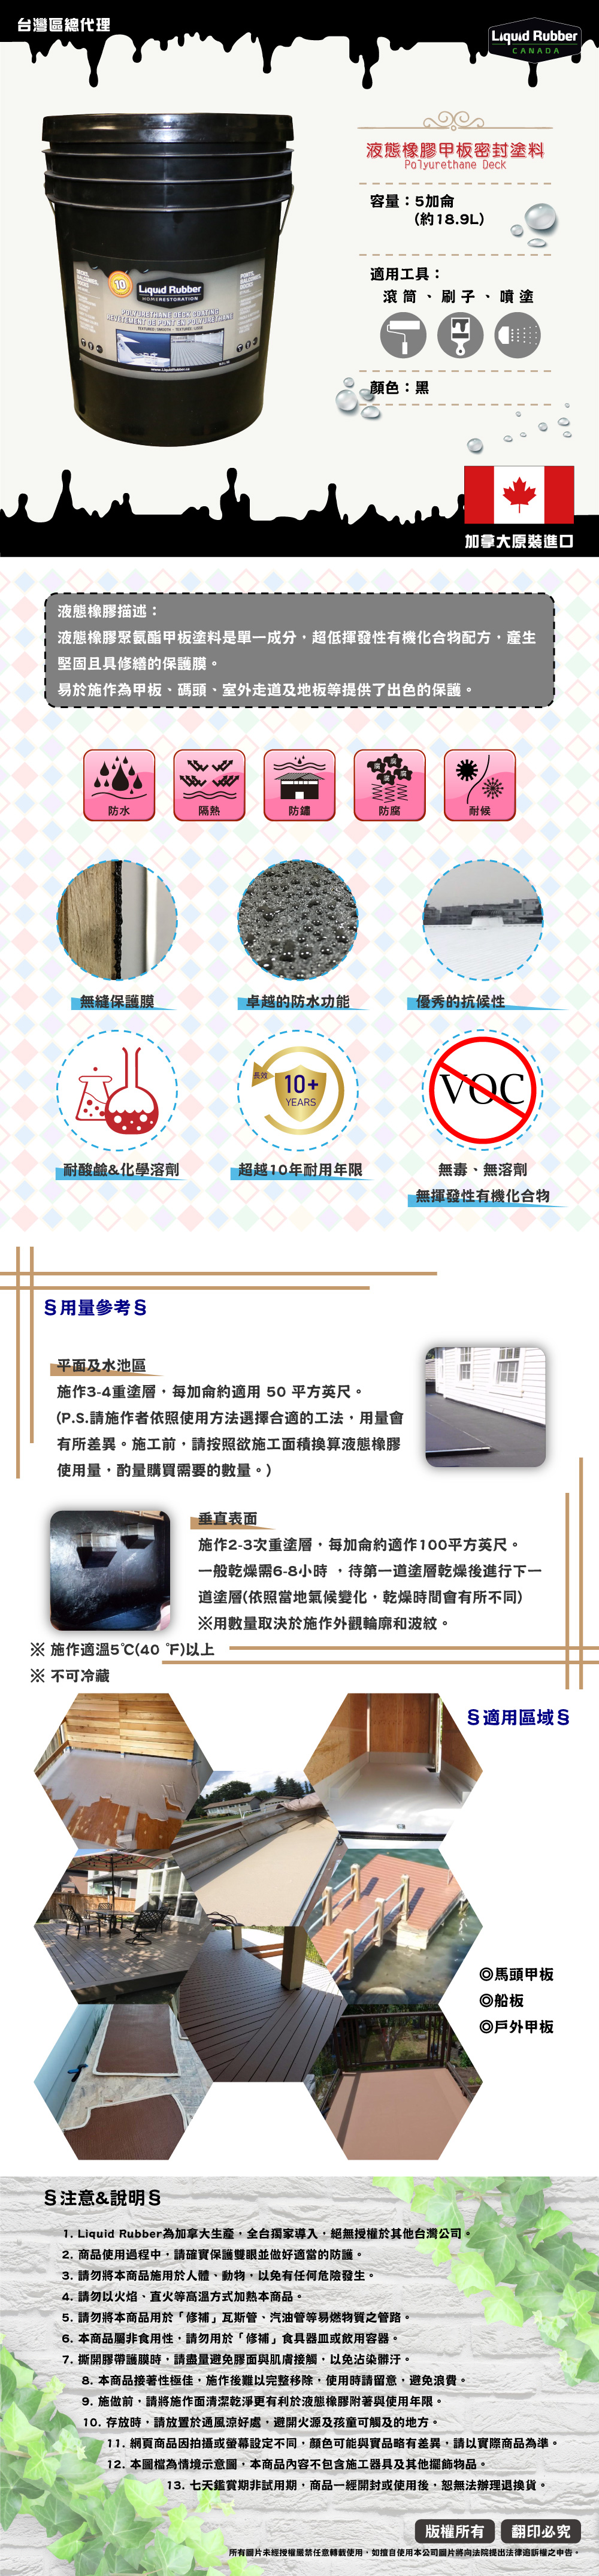 台灣區總代理
Liquid Rubber
CANADA
液態橡膠甲板密封塗料
Polyurethane Deck
容量：5加侖
(約18.9L)
適用工具：
滾筒、刷子、噴塗
顏色：黑
10
Liquid Rubber
HOMERESTORATION
POLYURETHANE DECK COATING
REVÊTEMENT DE PONT EN POLYURÉTHANE
www.LiquidRubber.ca
加拿大原裝進口
液態橡膠描述：
液態橡膠聚氨酯甲板塗料是單一成分，超低揮發性有機化合物配方，產生
堅固且具修繕的保護膜。
易於施作為甲板、碼頭、室外走道及地板等提供了出色的保護。
防水
隔熱
防鏽
防腐
耐候
無縫保護膜
卓越的防水功能
優秀的抗候性
長效
10+
YEARS
VOC
耐酸鹼&化學溶劑
超越10年耐用年限
無毒、無溶劑
無揮發性有機化合物
§用量參考§
平面及水池區
施作3-4重塗層，每加侖約適用 50 平方英尺。
(P.S.請施作者依照使用方法選擇合適的工法，用量會
有所差異。施工前，請按照欲施工面積換算液態橡膠
使用量，酌量購買需要的數量。)
垂直表面
施作2-3次重塗層，每加侖約適作100平方英尺。
一般乾燥需6-8小時 ，待第一道塗層乾燥後進行下一
道塗層(依照當地氣候變化，乾燥時間會有所不同)
※用數量取決於施作外觀輪廓和波紋。
※ 施作適溫5℃(40 ℉)以上
※ 不可冷藏
§適用區域§
◎馬頭甲板
◎船板
◎戶外甲板
§注意&說明§
1. Liquid Rubber為加拿大生產，全台獨家導入，絕無授權於其他台灣公司。
2. 商品使用過程中，請確實保護雙眼並做好適當的防護。
3. 請勿將本商品施用於人體、動物，以免有任何危險發生。
4. 請勿以火焰、直火等高溫方式加熱本商品。
5. 請勿將本商品用於「修補」瓦斯管、汽油管等易燃物質之管路。
6. 本商品屬非食用性，請勿用於「修補」食具器皿或飲用容器。
7. 撕開膠帶護膜時，請盡量避免膠面與肌膚接觸，以免沾染髒汙。
8. 本商品接著性極佳，施作後難以完整移除，使用時請留意，避免浪費。
9. 施做前，請將施作面清潔乾淨更有利於液態橡膠附著與使用年限。
10. 存放時，請放置於通風涼好處，避開火源及孩童可觸及的地方。
11. 網頁商品因拍攝或螢幕設定不同，顏色可能與實品略有差異，請以實際商品為準。
12. 本圖檔為情境示意圖，本商品內容不包含施工器具及其他擺飾物品。
13. 七天鑑賞期非試用期，商品一經開封或使用後，恕無法辦理退換貨。
版權所有
翻印必究
所有圖片未經授權嚴禁任意轉載使用，如擅自使用本公司圖片將向法院提出法律追訴權之申告。